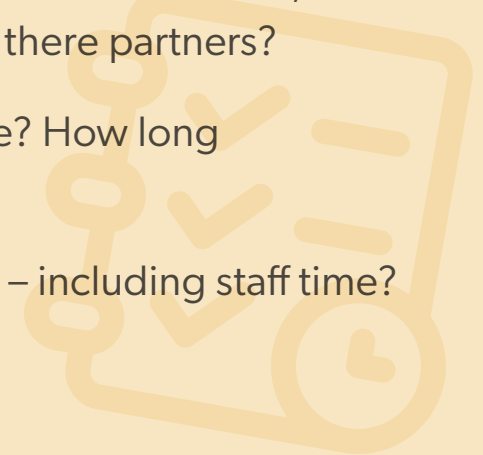 there partners?
e? How long
– including staff time?